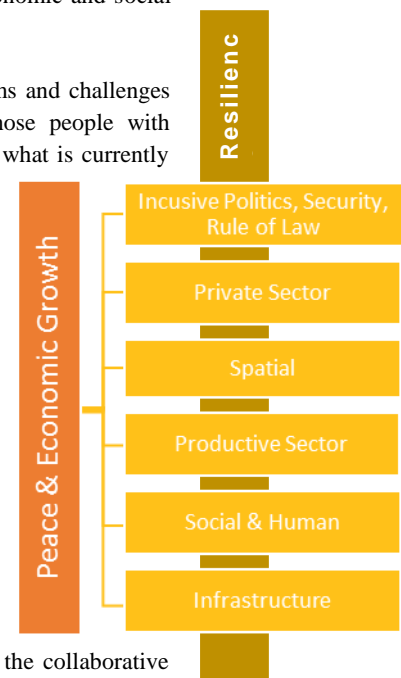 onomic and social
ns and challenges
hose people with
what is currently
Resilienc
Peace & Economic Growth
Incusive Politics, Security,
Rule of Law
Private Sector
Spatial
Productive Sector
Social & Human
Infrastructure
the collaborative